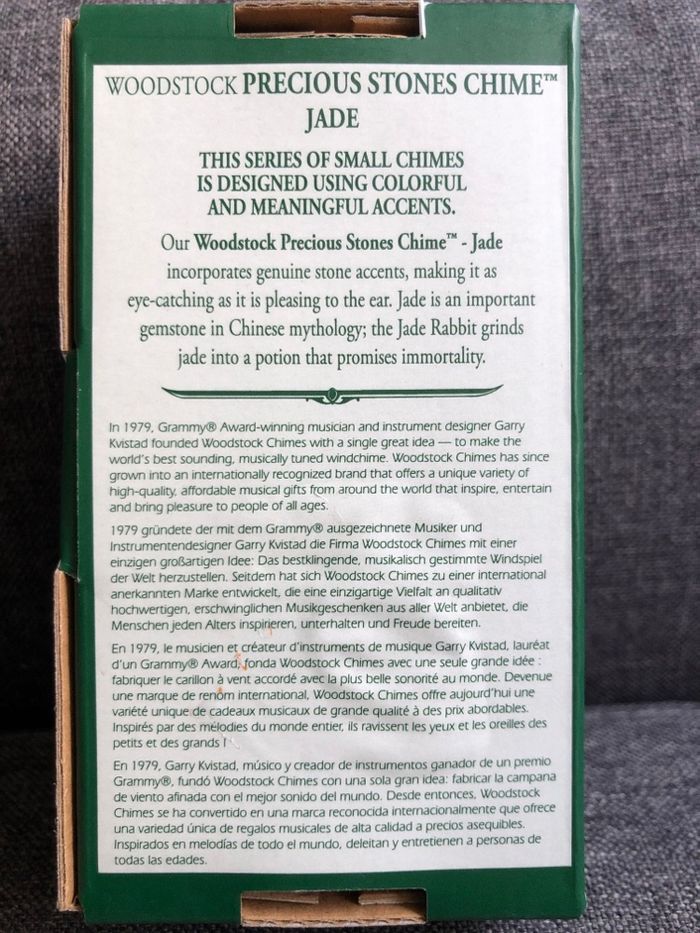 WOODSTOCK PRECIOUS STONES CHIME™
JADE
THIS SERIES OF SMALL CHIMES
IS DESIGNED USING COLORFUL
AND MEANINGFUL ACCENTS.
Our Woodstock Precious Stones Chime™ - Jade
incorporates genuine stone accents, making it as
eye-catching as it is pleasing to the ear. Jade is an important
gemstone in Chinese mythology; the Jade Rabbit grinds
jade into a potion that promises immortality.
In 1979, Grammy® Award-winning musician and instrument designer Garry
Kvistad founded Woodstock Chimes with a single great idea — to make the
world's best sounding, musically tuned windchime. Woodstock Chimes has since
grown into an internationally recognized brand that offers a unique variety of
high-quality, affordable musical gifts from around the world that inspire, entertain
and bring pleasure to people of all ages.
1979 gründete der mit dem Grammy® ausgezeichnete Musiker und
Instrumentendesigner Garry Kvistad die Firma Woodstock Chimes mit einer
einzigen großartigen Idee: Das bestklingende, musikalisch gestimmte Windspiel
der Welt herzustellen. Seitdem hat sich Woodstock Chimes zu einer international
anerkannten Marke entwickelt, die eine einzigartige Vielfalt an qualitativ
hochwertigen, erschwinglichen Musikgeschenken aus aller Welt anbietet, die
Menschen jeden Alters inspirieren, unterhalten und Freude bereiten.
En 1979, le musicien et créateur d'instruments de musique Garry Kvistad, lauréat
d'un Grammy® Award, fonda Woodstock Chimes avec une seule grande idée :
fabriquer le carillon à vent accordé avec la plus belle sonorité au monde. Devenue
une marque de renom international, Woodstock Chimes offre aujourd'hui une
variété unique de cadeaux musicaux de grande qualité à des prix abordables.
Inspirés par des mélodies du monde entier, ils ravissent les yeux et les oreilles des
petits et des grands !
En 1979, Garry Kvistad, músico y creador de instrumentos ganador de un premio
Grammy®, fundó Woodstock Chimes con una sola gran idea: fabricar la campana
de viento afinada con el mejor sonido del mundo. Desde entonces, Woodstock
Chimes se ha convertido en una marca reconocida internacionalmente que ofrece
una variedad única de regalos musicales de alta calidad a precios asequibles.
Inspirados en melodías de todo el mundo, deleitan y entretienen a personas de
todas las edades.